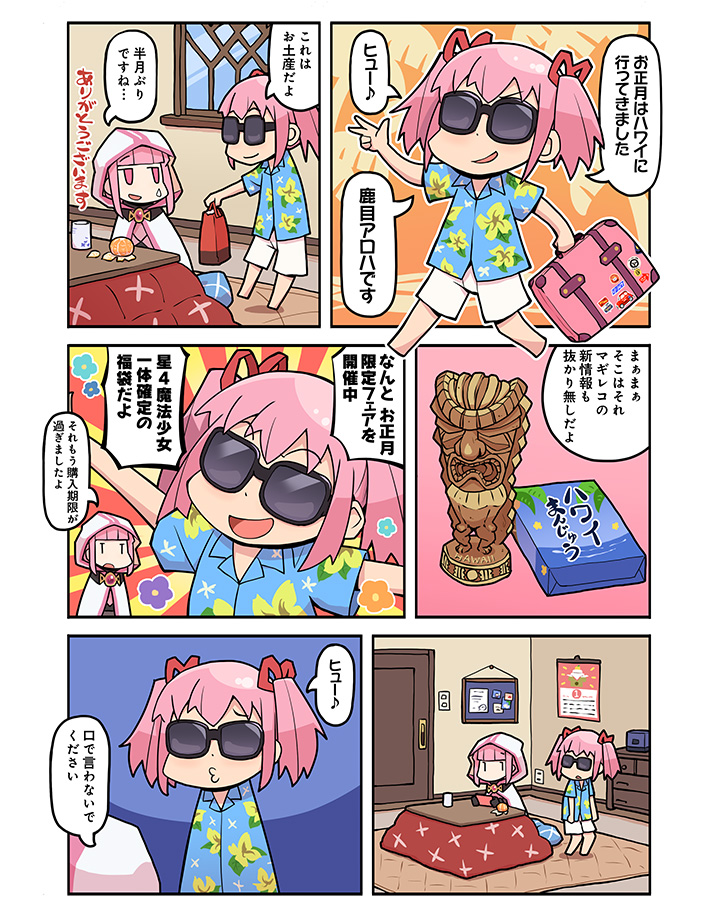 お正月はハワイに
行ってきました
ヒュー♪
鹿目アロハです
これは
お土産だよ
半月ぶり
ですね…
ありがとうございます
まぁまぁ
そこはそれ
マギレコの
新情報も
抜かり無しだよ
HAWAII
ハワイ
まんじゅう
なんと お正月
限定フェアを
開催中
星4魔法少女
一体確定の
福袋だよ
それもう購入期限が
過ぎましたよ
1
ヒュー♪
口で言わないで
ください